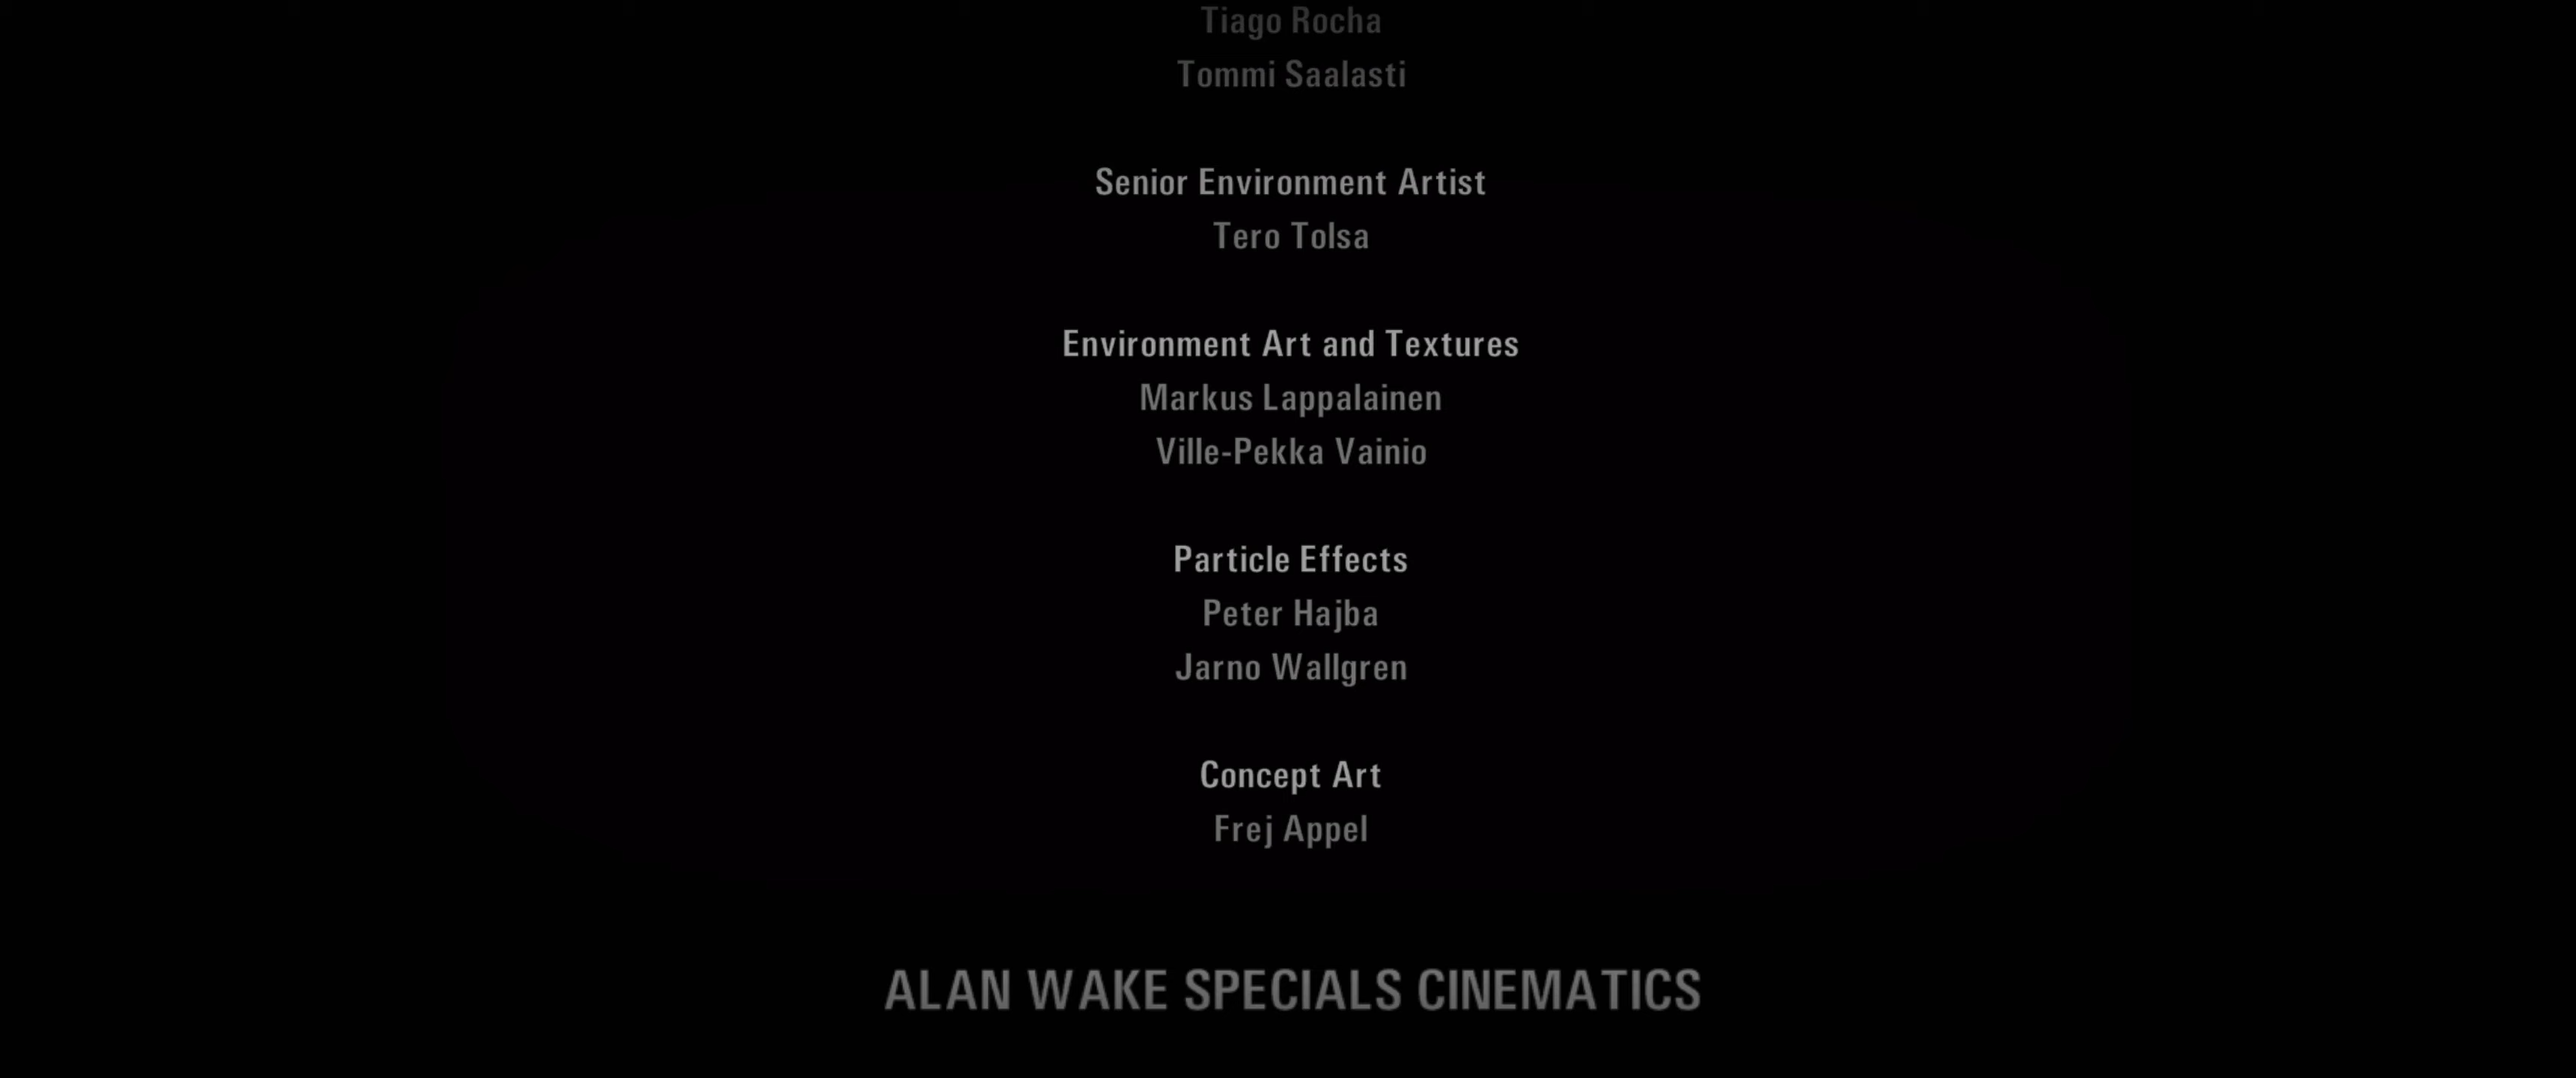 Tiago Rocha
Tommi Saalasti
Senior Environment Artist
Tero Tolsa
Environment Art and Textures
Markus Lappalainen
Ville-Pekka Vainio
Particle Effects
Peter Hajba
Jarno Wallgren
Concept Art
Frej Appel
ALAN WAKE SPECIALS CINEMATICS